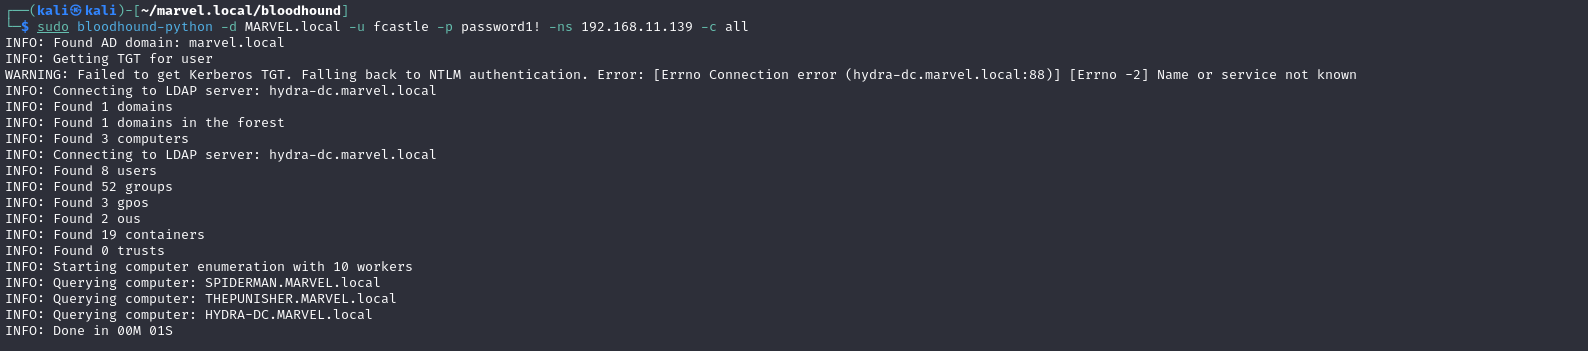 ┌──(kali㉿kali)-[~/marvel.local/bloodhound]
└─$ sudo bloodhound-python -d MARVEL.local -u fcastle -p password1! -ns 192.168.11.139 -c all
INFO: Found AD domain: marvel.local
INFO: Getting TGT for user
WARNING: Failed to get Kerberos TGT. Falling back to NTLM authentication. Error: [Errno Connection error (hydra-dc.marvel.local:88)] [Errno -2] Name or service not known
INFO: Connecting to LDAP server: hydra-dc.marvel.local
INFO: Found 1 domains
INFO: Found 1 domains in the forest
INFO: Found 3 computers
INFO: Connecting to LDAP server: hydra-dc.marvel.local
INFO: Found 8 users
INFO: Found 52 groups
INFO: Found 3 gpos
INFO: Found 2 ous
INFO: Found 19 containers
INFO: Found 0 trusts
INFO: Starting computer enumeration with 10 workers
INFO: Querying computer: SPIDERMAN.MARVEL.local
INFO: Querying computer: THEPUNISHER.MARVEL.local
INFO: Querying computer: HYDRA-DC.MARVEL.local
INFO: Done in 00M 01S